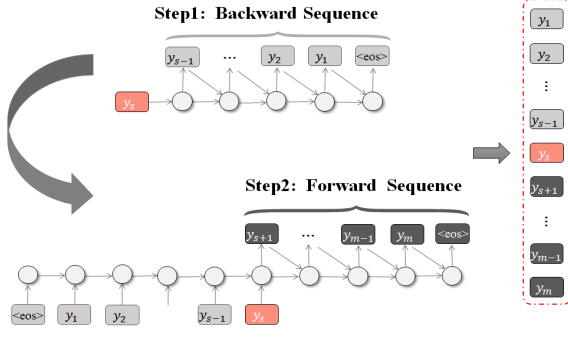 Step1: Backward Sequence
y_{s-1} ... y_2 y_1 <eos>
y_s
Step2: Forward Sequence
y_{s+1} ... y_{m-1} y_m <eos>
<eos> y_1 y_2 y_{s-1} y_s
y_1
y_2
⋮
y_{s-1}
y_s
y_{s+1}
⋮
y_{m-1}
y_m